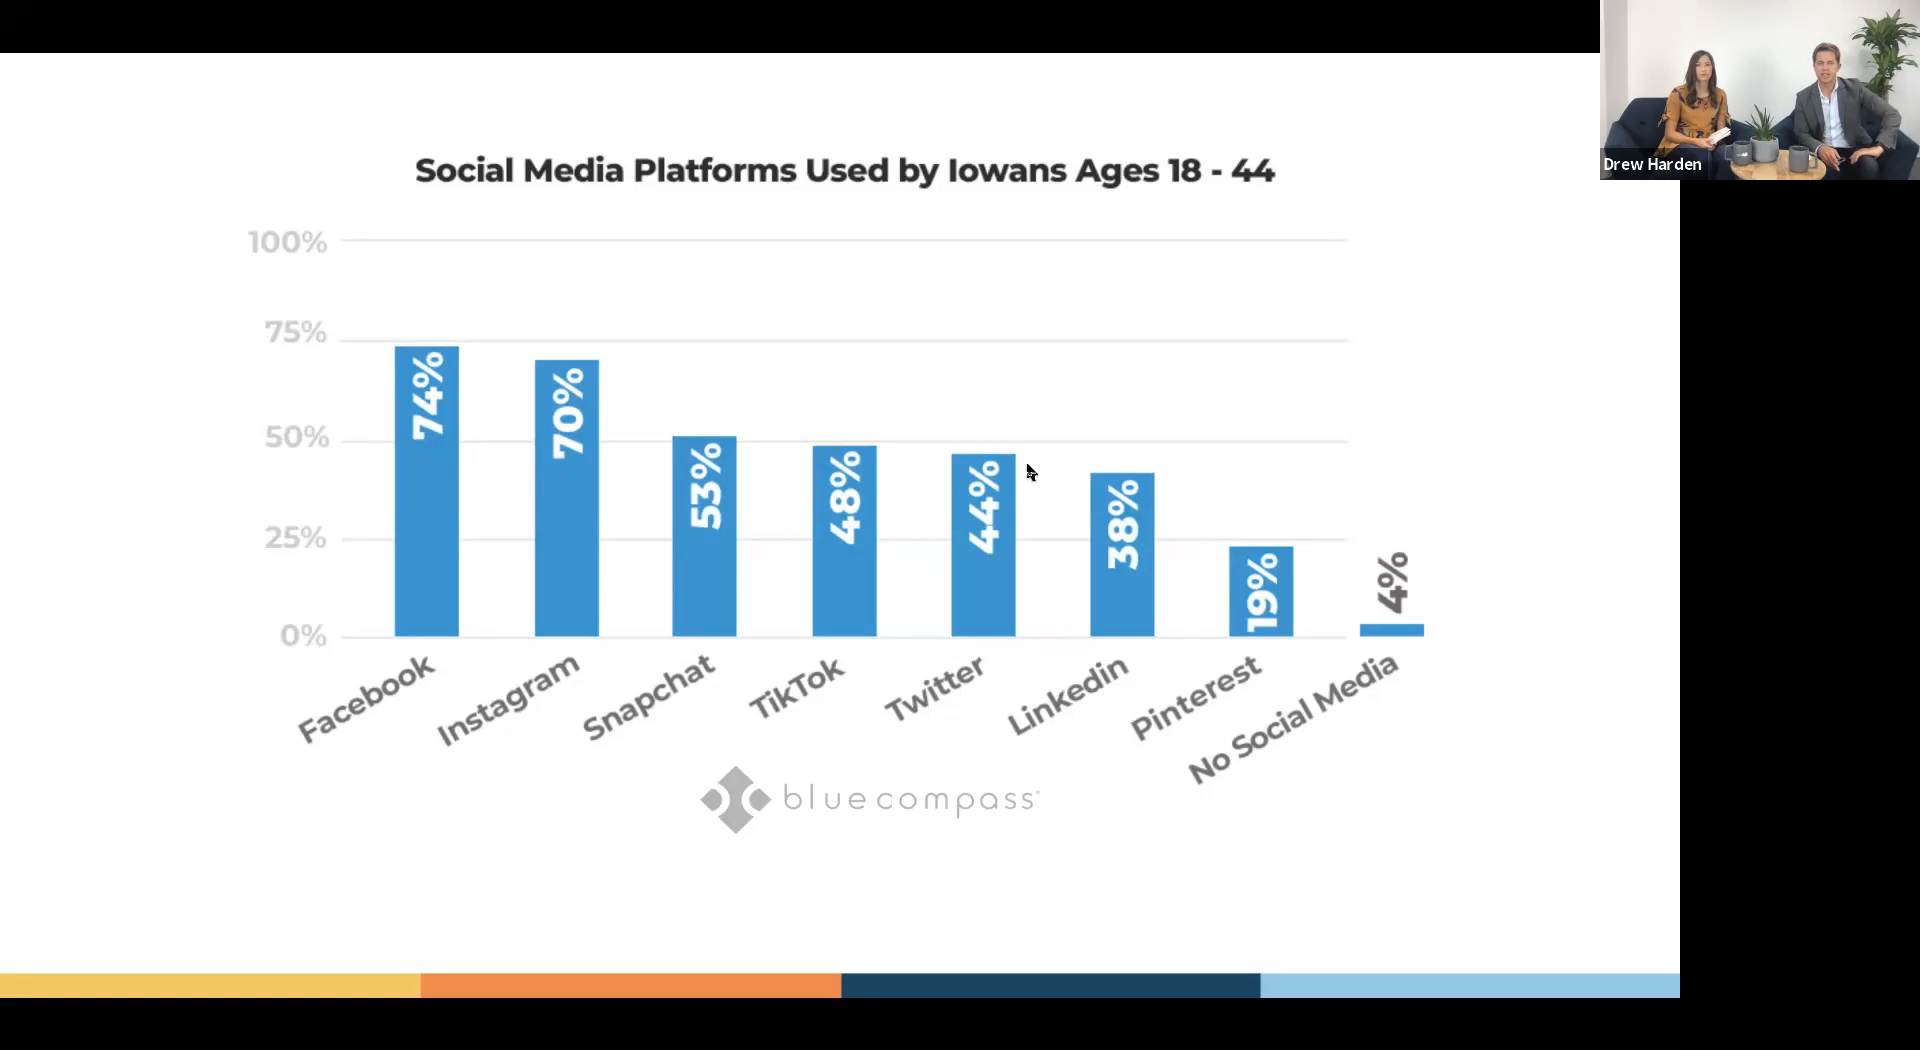 Drew Harden
Social Media Platforms Used by Iowans Ages 18 - 44
100%
75%
50%
25%
0%
74%
70%
53%
48%
44%
38%
19%
4%
Facebook
Instagram
Snapchat
TikTok
Twitter
Linkedin
Pinterest
No Social Media
blue compass